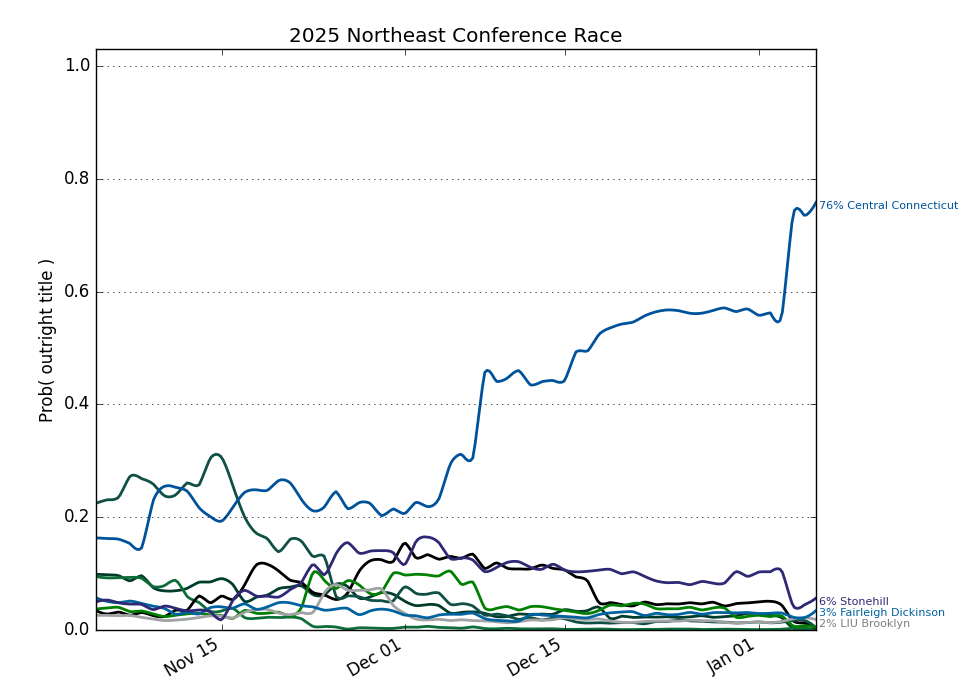 2025 Northeast Conference Race
1.0
0.8
0.6
0.4
0.2
0.0
Prob( outright title )
76% Central Connecticut
6% Stonehill
3% Fairleigh Dickinson
2% LIU Brooklyn
Nov 15
Dec 01
Dec 15
Jan 01